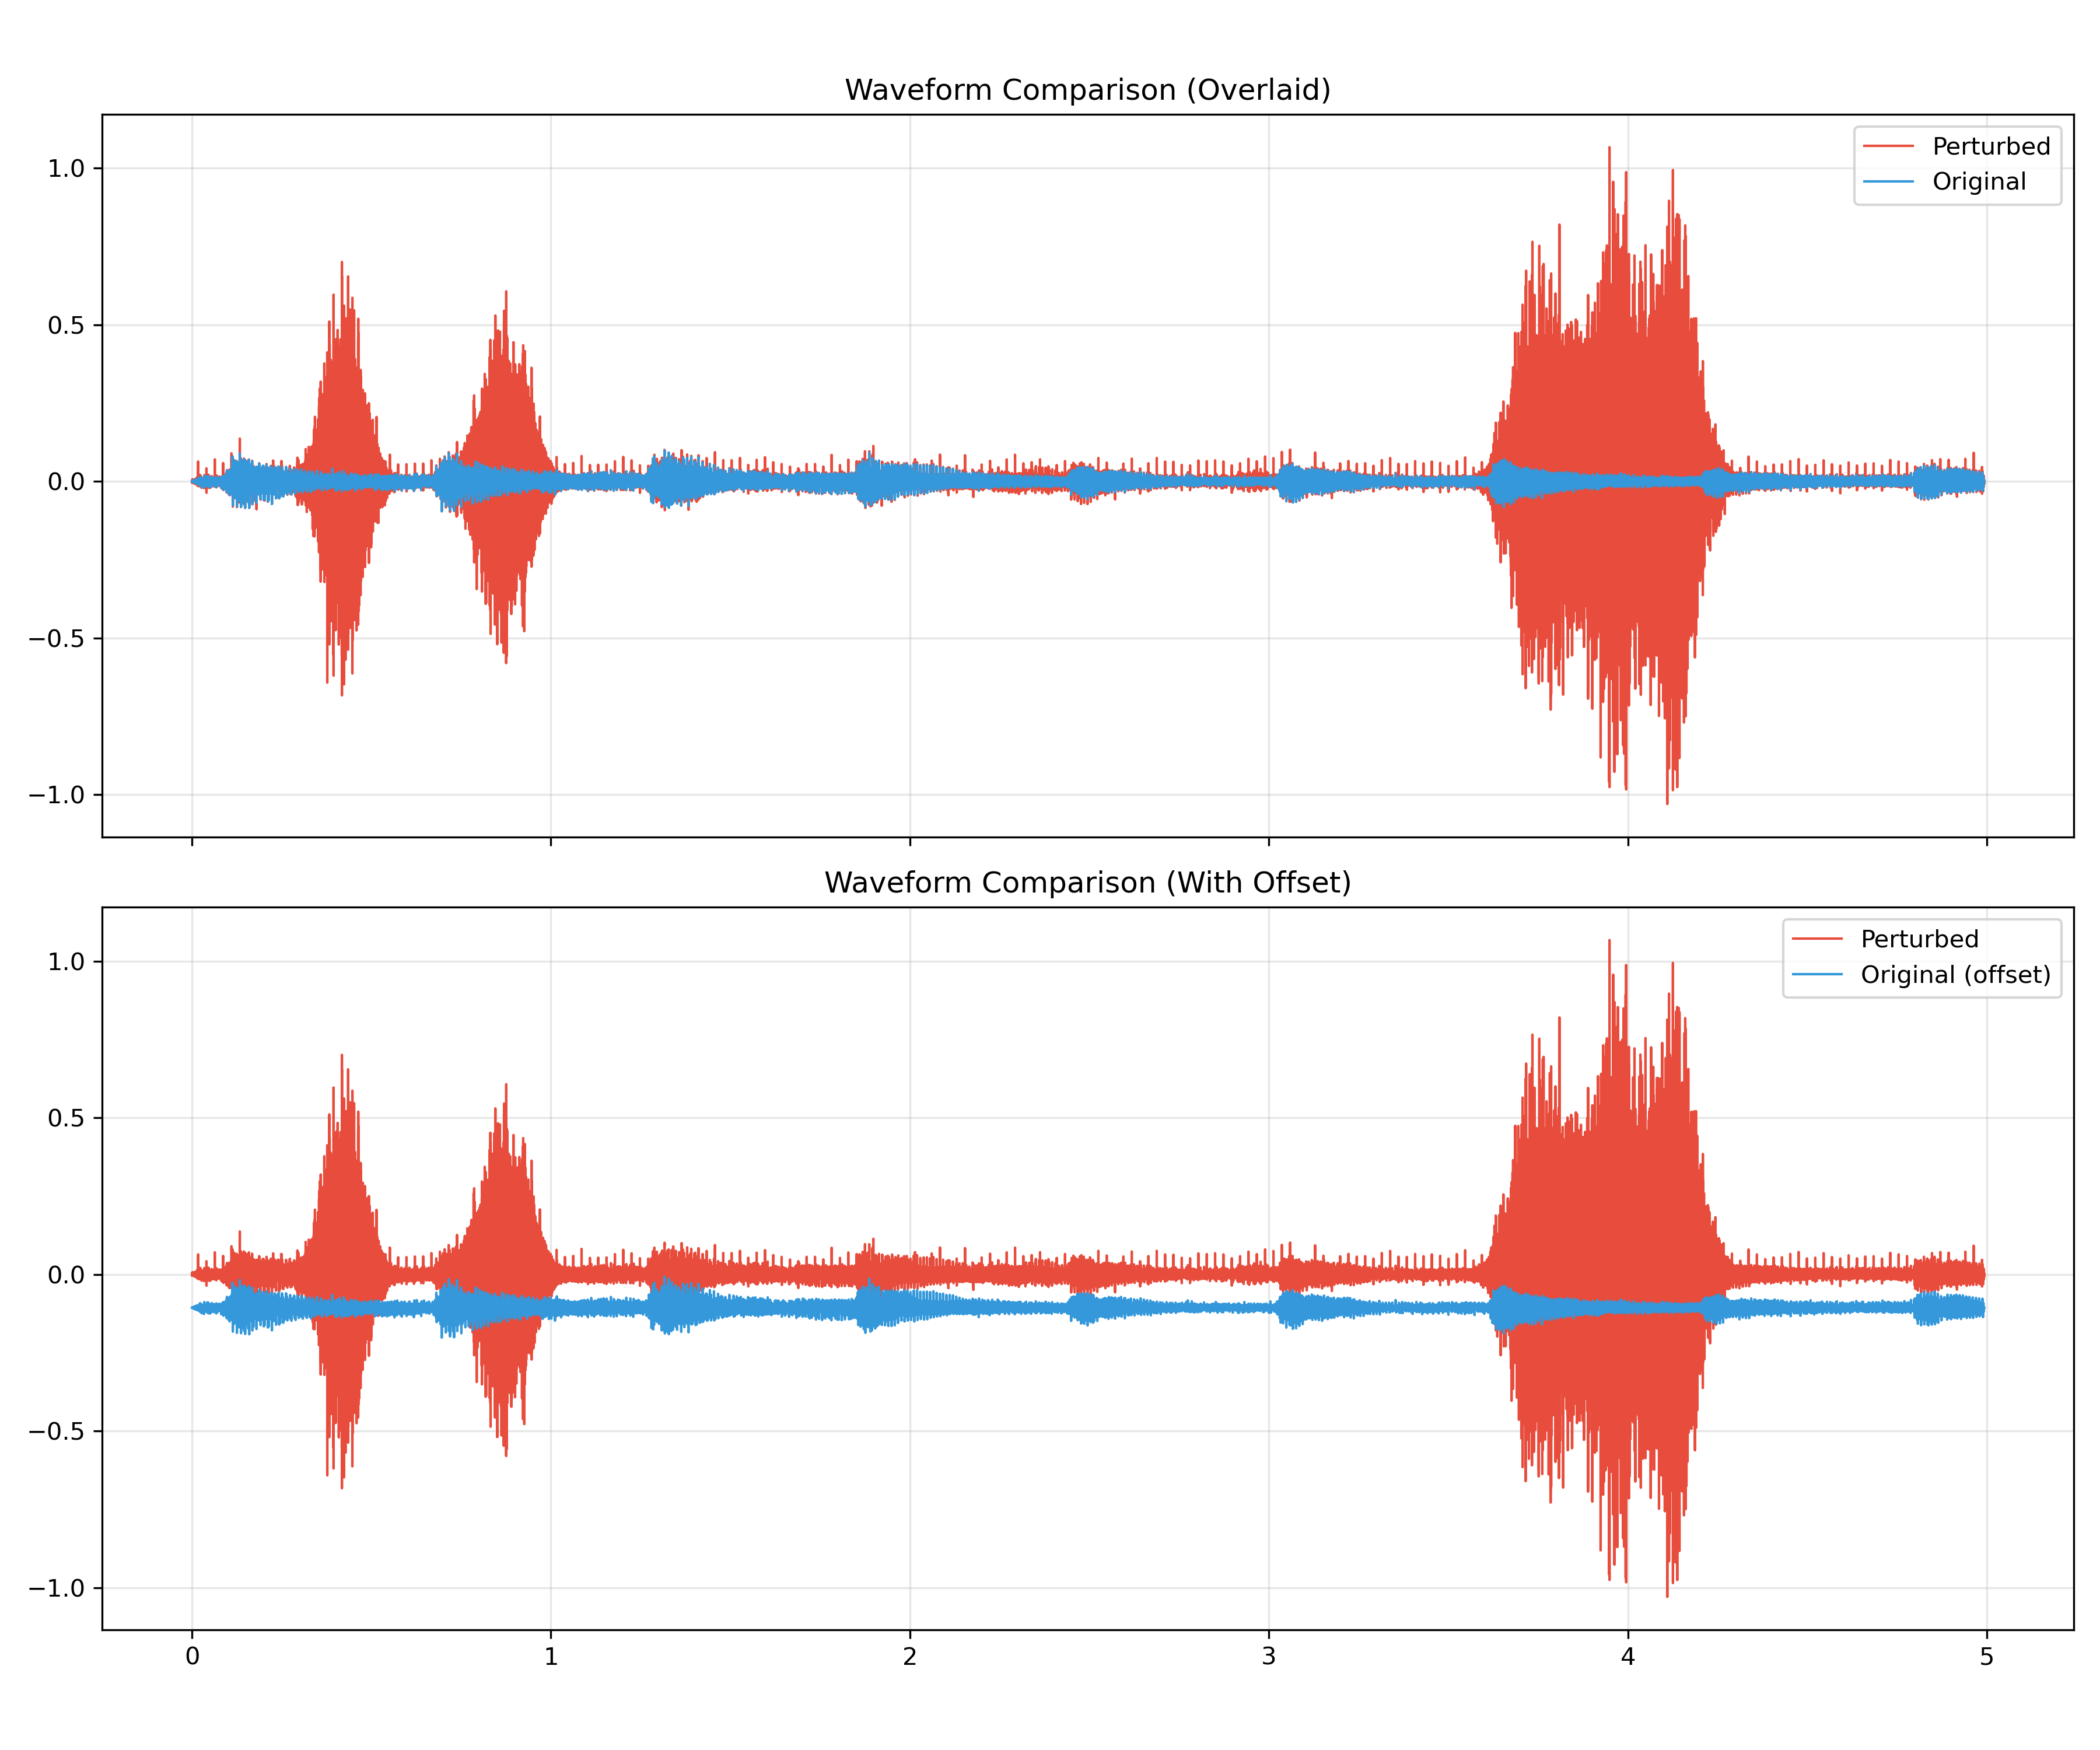 Waveform Comparison (Overlaid)
Perturbed
Original
1.0
0.5
0.0
−0.5
−1.0
Waveform Comparison (With Offset)
Perturbed
Original (offset)
1.0
0.5
0.0
−0.5
−1.0
0 1 2 3 4 5